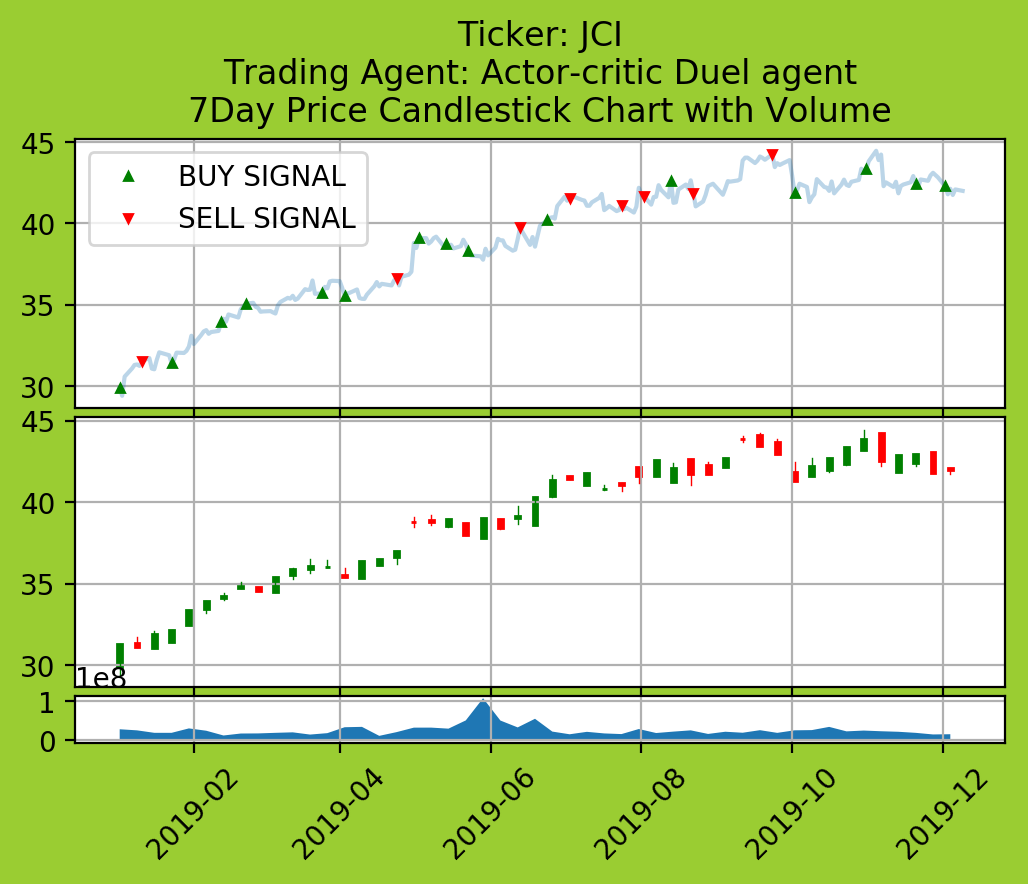 Ticker: JCI
Trading Agent: Actor-critic Duel agent
7Day Price Candlestick Chart with Volume
45
40
35
30
BUY SIGNAL
SELL SIGNAL
45
40
35
30
1e8
1
0
2019-02
2019-04
2019-06
2019-08
2019-10
2019-12